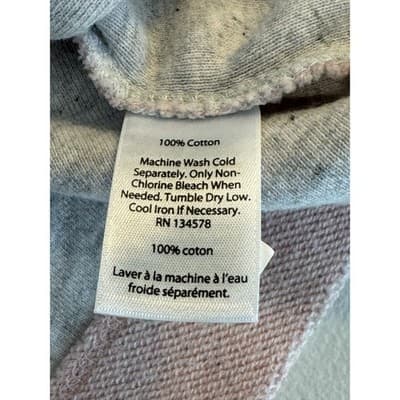 100% Cotton
Machine Wash Cold
Separately. Only Non-
Chlorine Bleach When
Needed. Tumble Dry Low.
Cool Iron If Necessary.
RN 134578
100% coton
Laver à la machine à l'eau
froide séparément.